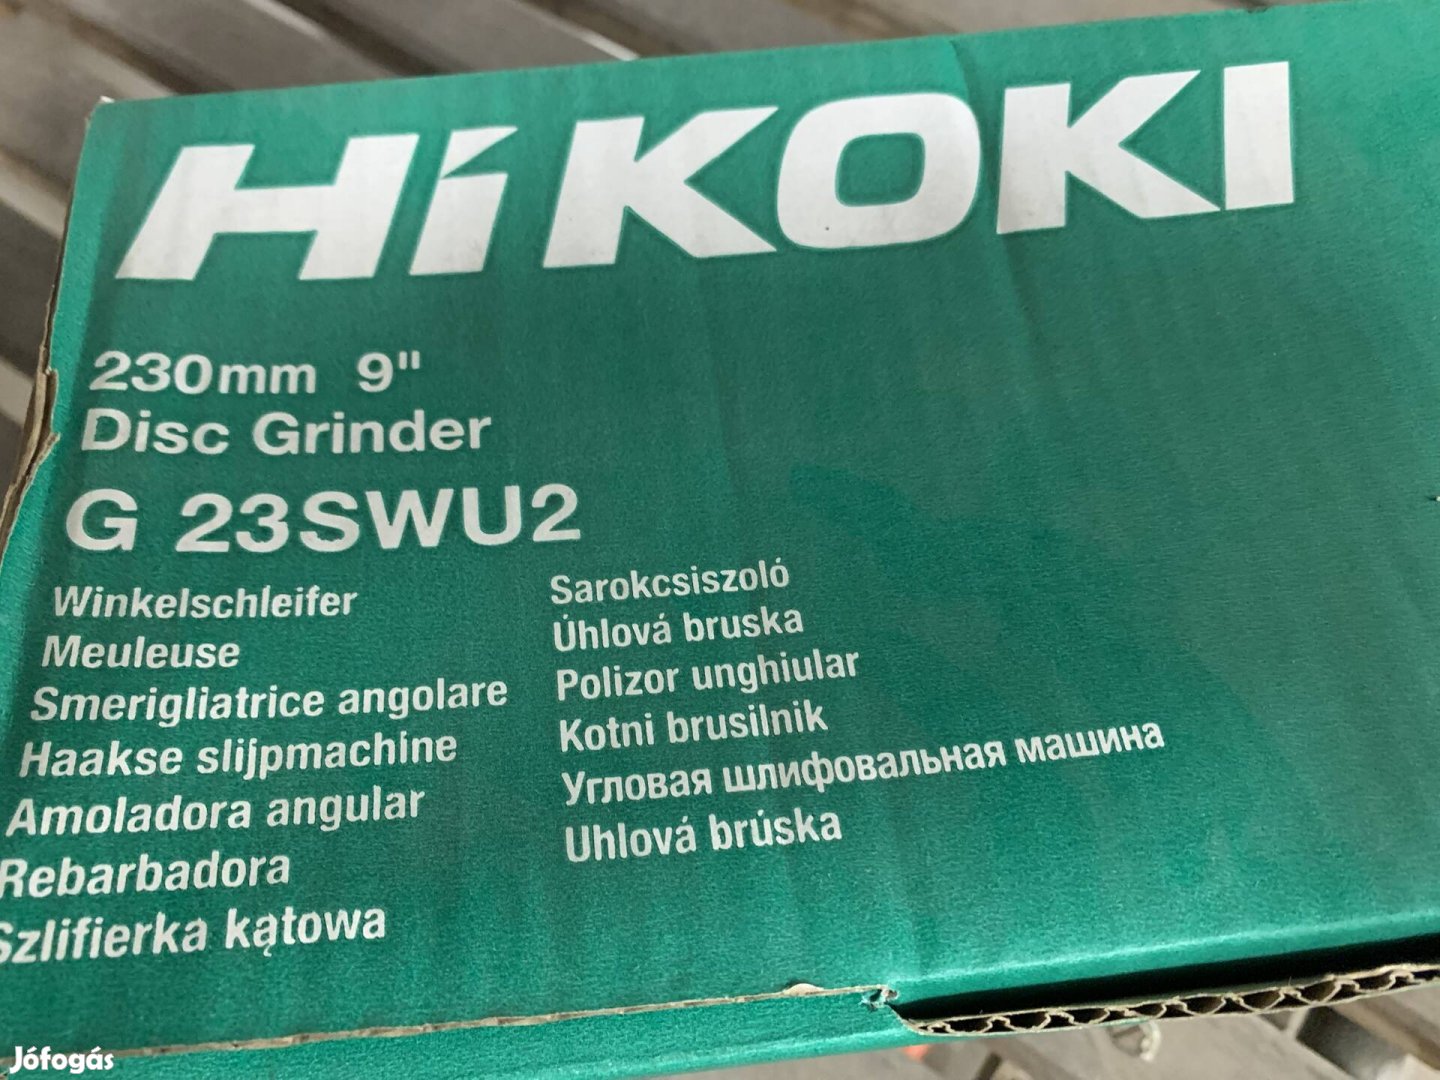 HiKOKI
230mm 9"
Disc Grinder
G 23SWU2
Winkelschleifer
Meuleuse
Smerigliatrice angolare
Haakse slijpmachine
Amoladora angular
Rebarbadora
Szlifierka kątowa
Sarokcsiszoló
Úhlová bruska
Polizor unghiular
Kotni brusilnik
Угловая шлифовальная машина
Uhlová brúska
Jófogás